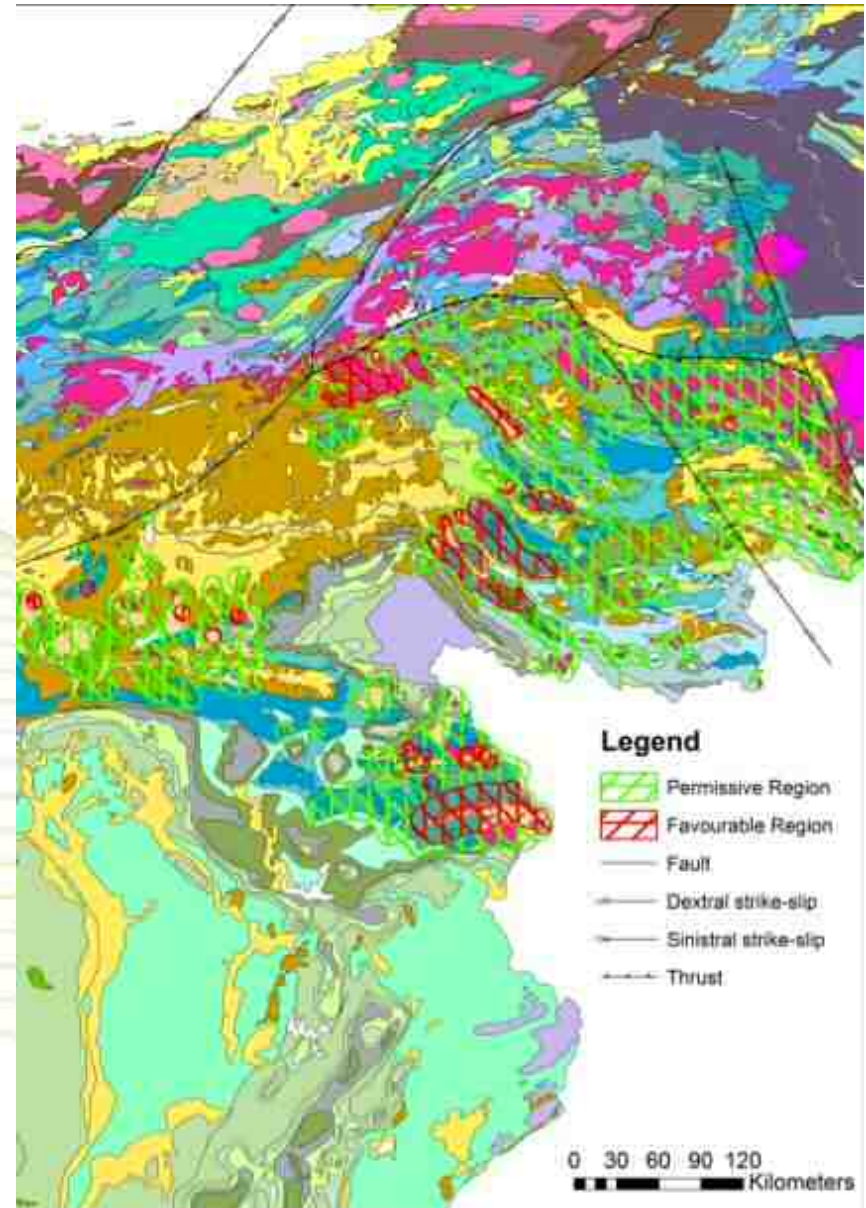 Legend
Permissive Region
Favourable Region
Fault
Dextral strike-slip
Sinistral strike-slip
Thrust
0 30 60 90 120
Kilometers